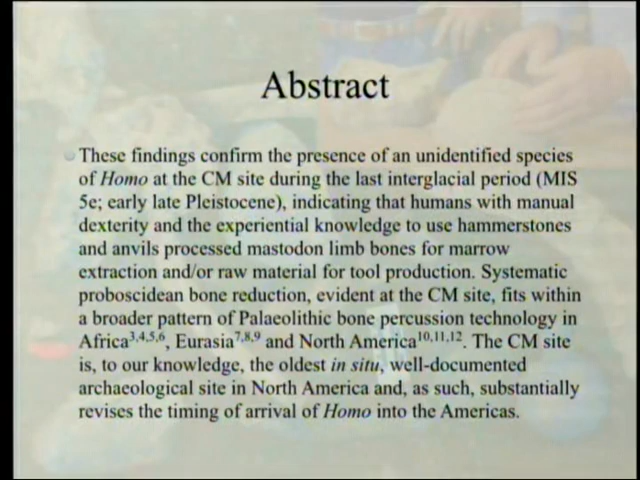 Abstract
These findings confirm the presence of an unidentified species
of Homo at the CM site during the last interglacial period (MIS
5e; early late Pleistocene), indicating that humans with manual
dexterity and the experiential knowledge to use hammerstones
and anvils processed mastodon limb bones for marrow
extraction and/or raw material for tool production. Systematic
proboscidean bone reduction, evident at the CM site, fits within
a broader pattern of Palaeolithic bone percussion technology in
Africa3,4,5,6, Eurasia7,8,9 and North America10,11,12. The CM site
is, to our knowledge, the oldest in situ, well-documented
archaeological site in North America and, as such, substantially
revises the timing of arrival of Homo into the Americas.